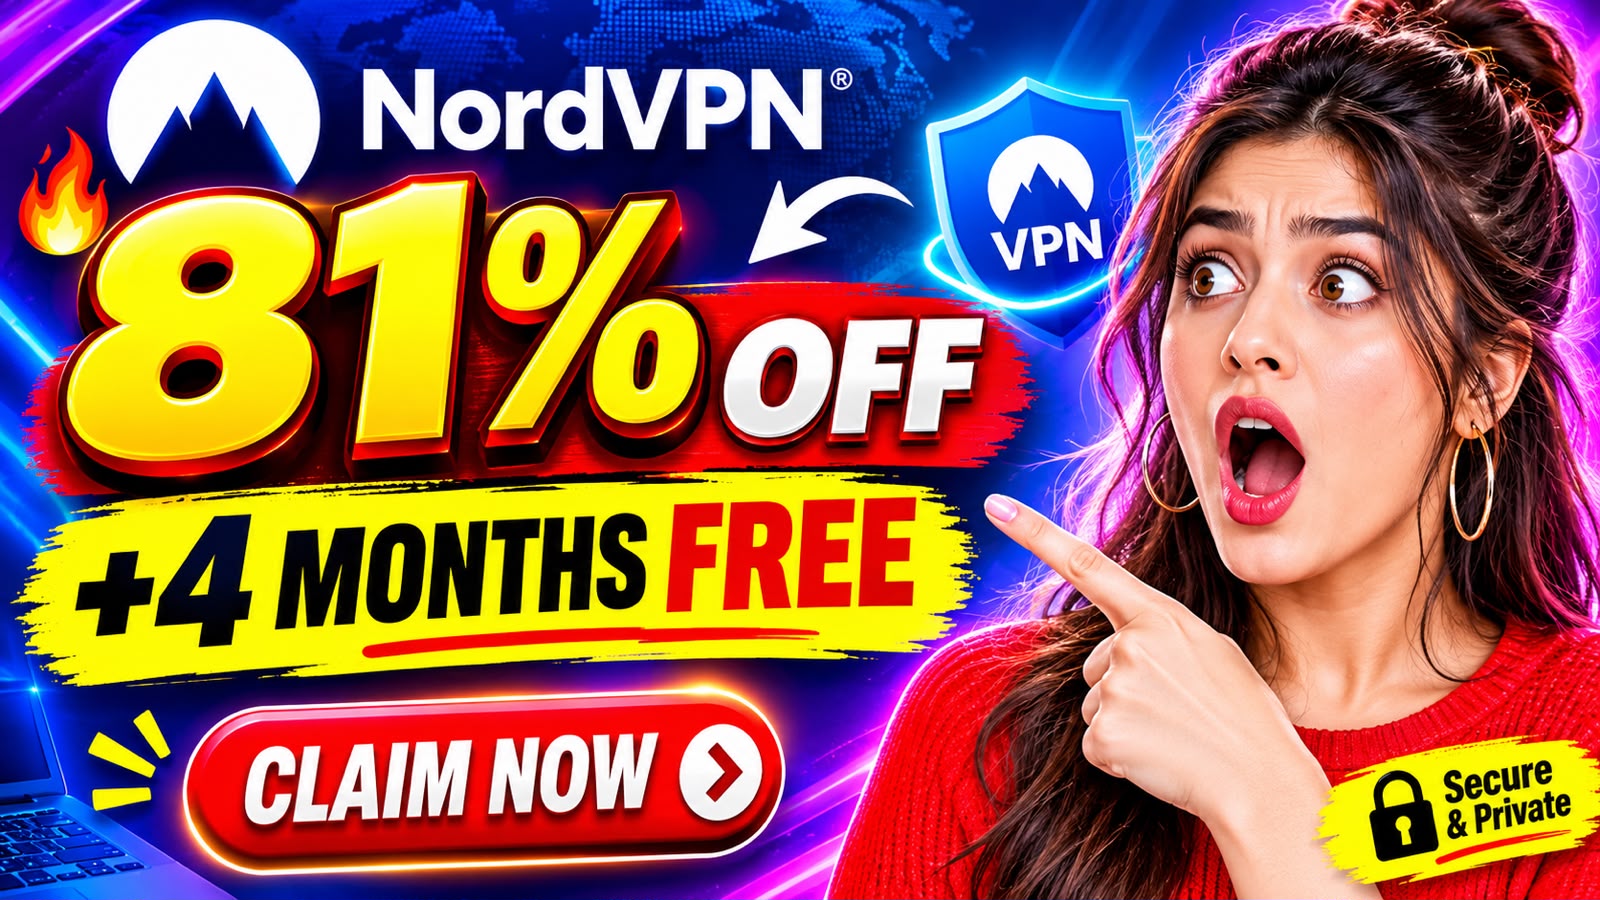 NordVPN®
81% OFF
VPN
+4 MONTHS FREE
CLAIM NOW
Secure
& Private